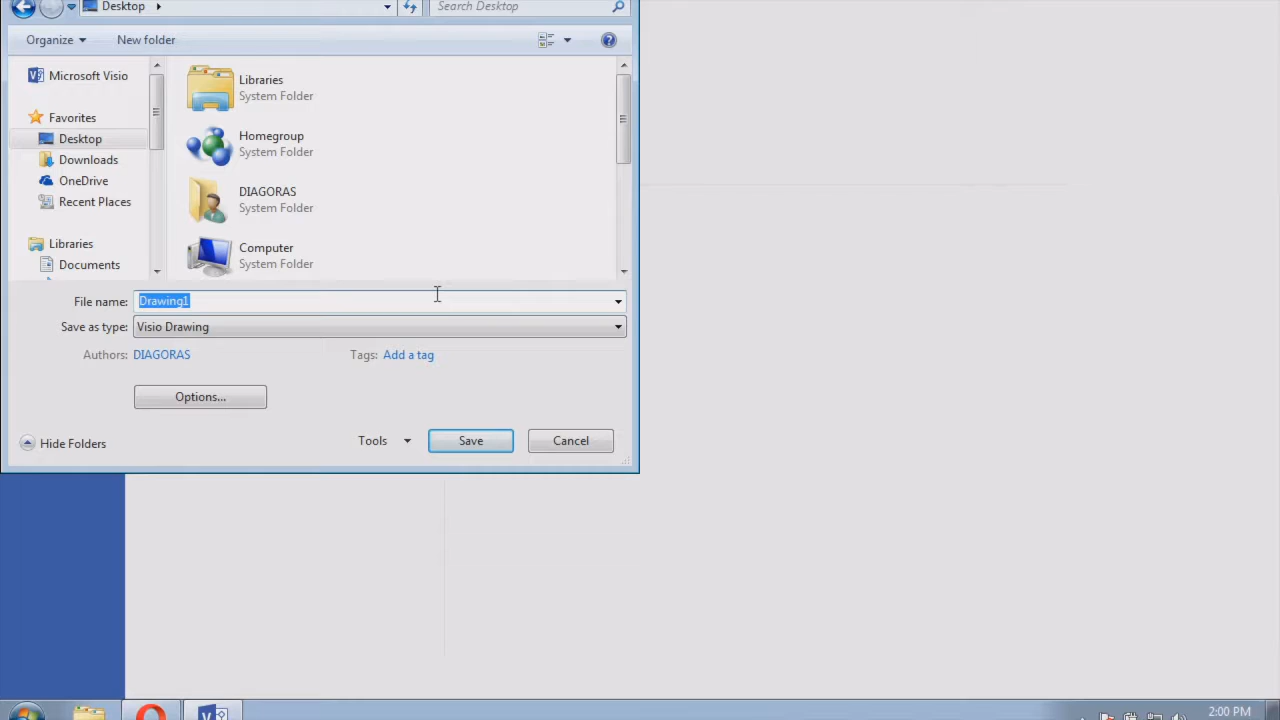 Desktop
Search Desktop
Organize
New folder
Microsoft Visio
Favorites
Desktop
Downloads
OneDrive
Recent Places
Libraries
Documents
Libraries
System Folder
Homegroup
System Folder
DIAGORAS
System Folder
Computer
System Folder
File name: Drawing1
Save as type: Visio Drawing
Authors: DIAGORAS Tags: Add a tag
Options...
Hide Folders Tools Save Cancel
2:00 PM